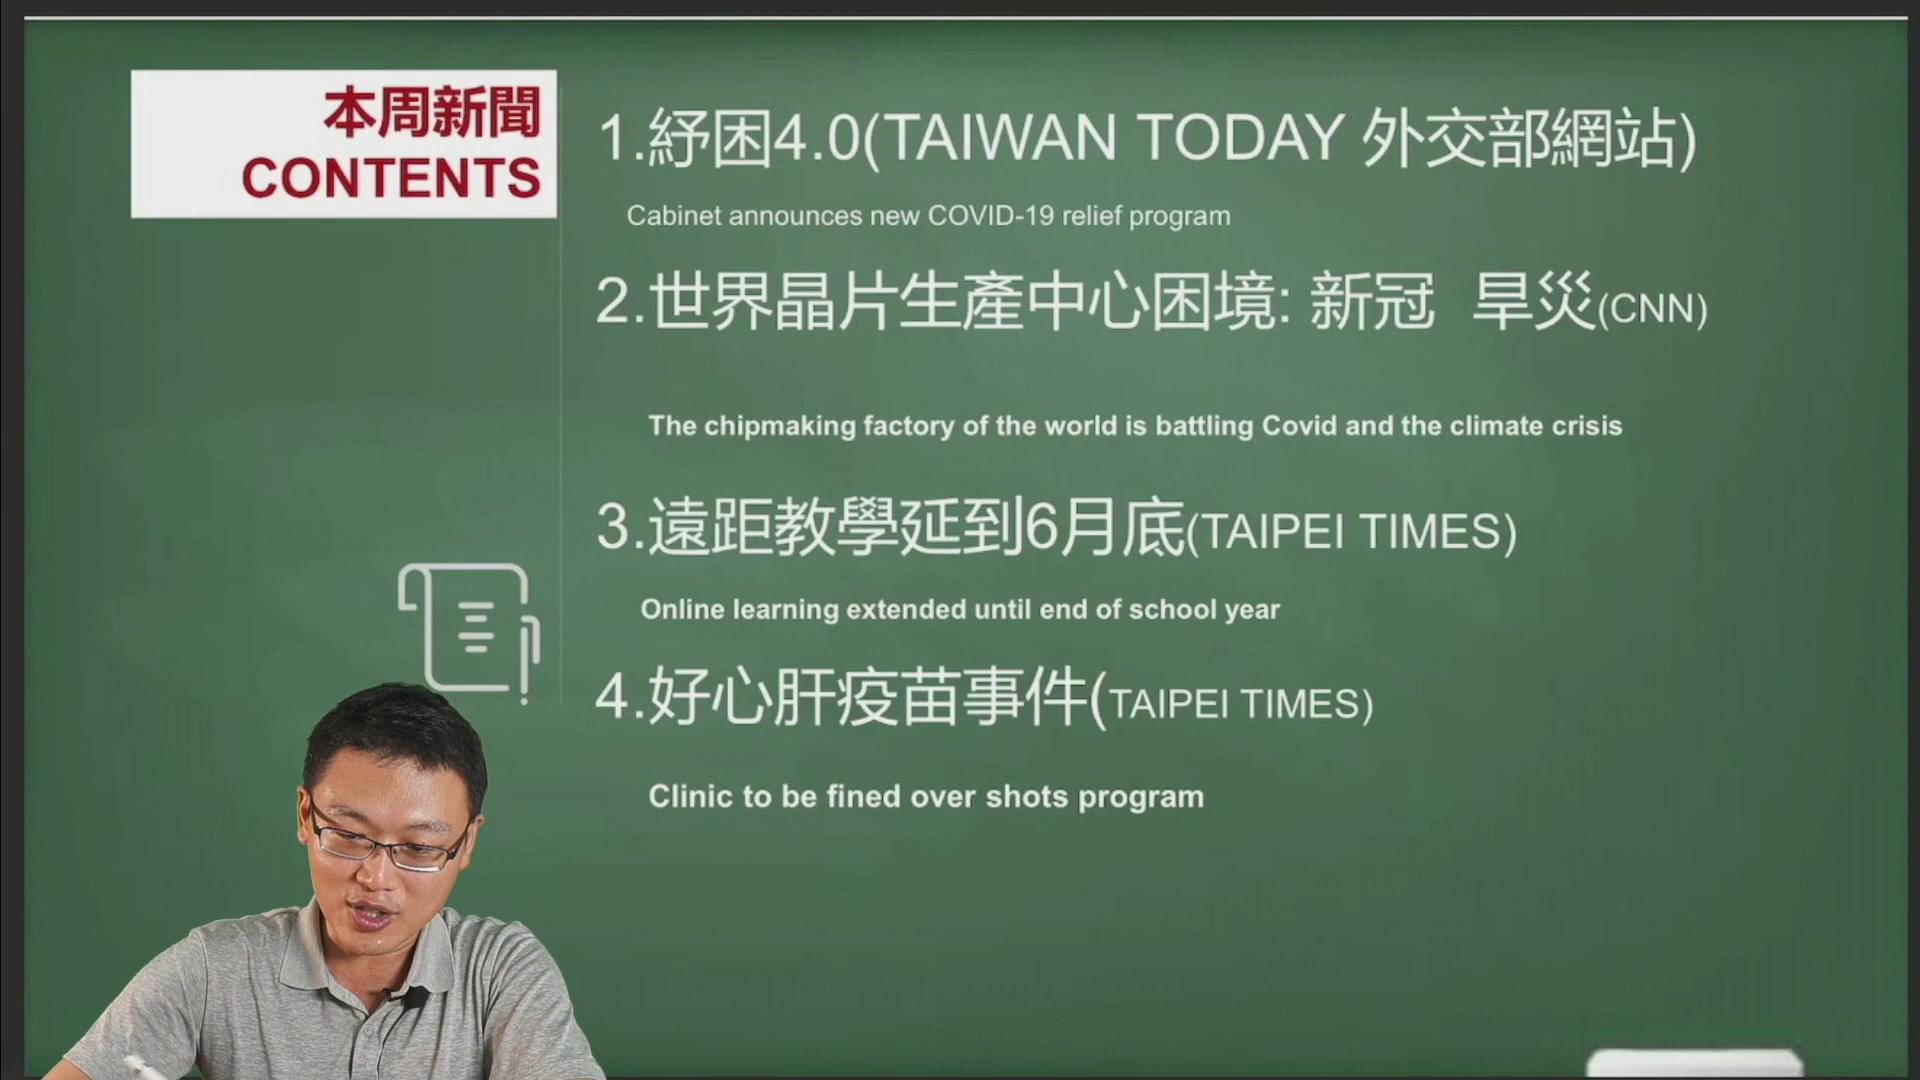 本周新聞
CONTENTS
1.紓困4.0(TAIWAN TODAY 外交部網站)
Cabinet announces new COVID-19 relief program
2.世界晶片生產中心困境: 新冠 旱災(CNN)
The chipmaking factory of the world is battling Covid and the climate crisis
3.遠距教學延到6月底(TAIPEI TIMES)
Online learning extended until end of school year
4.好心肝疫苗事件(TAIPEI TIMES)
Clinic to be fined over shots program